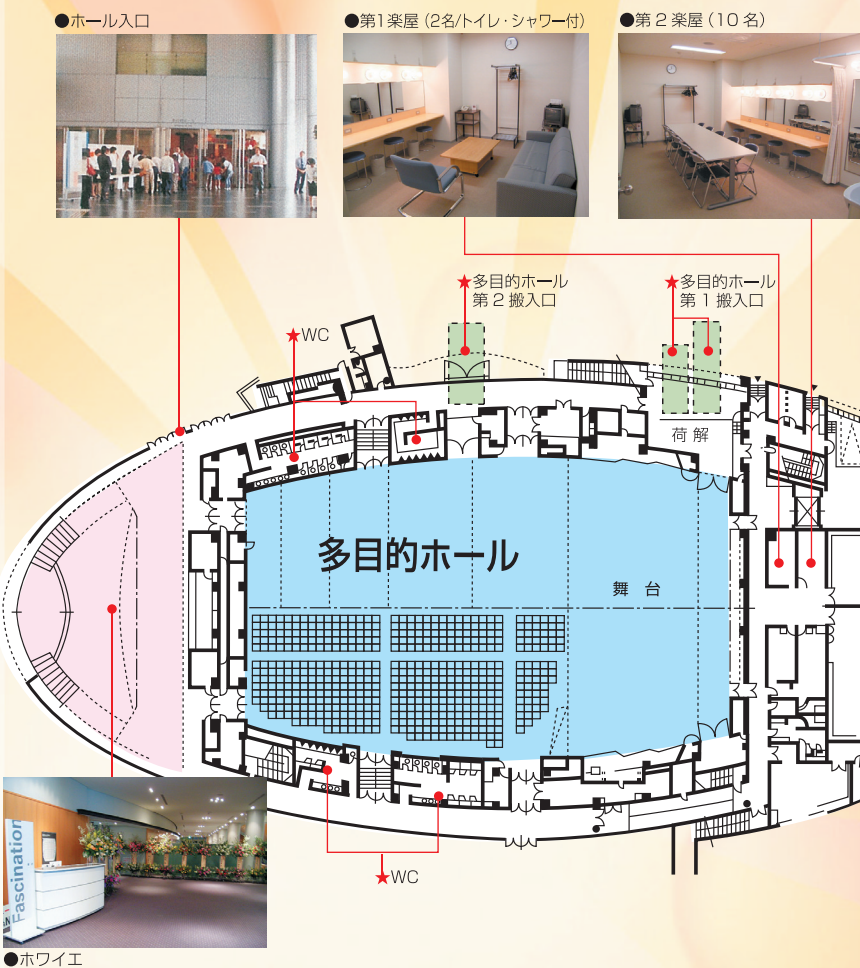 ●ホール入口
●第1楽屋（2名/トイレ・シャワー付）
●第2楽屋（10名）
★多目的ホール
第2搬入口
★多目的ホール
第1搬入口
★WC
荷解
多目的ホール
舞台
Fascination
★WC
●ホワイエ